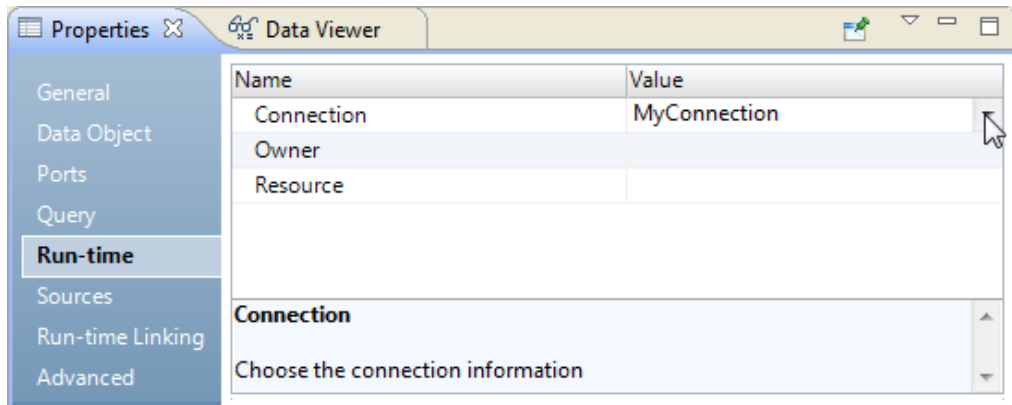 Properties Data Viewer
General
Data Object
Ports
Query
Run-time
Sources
Run-time Linking
Advanced
Name Value
Connection MyConnection
Owner
Resource
Connection
Choose the connection information